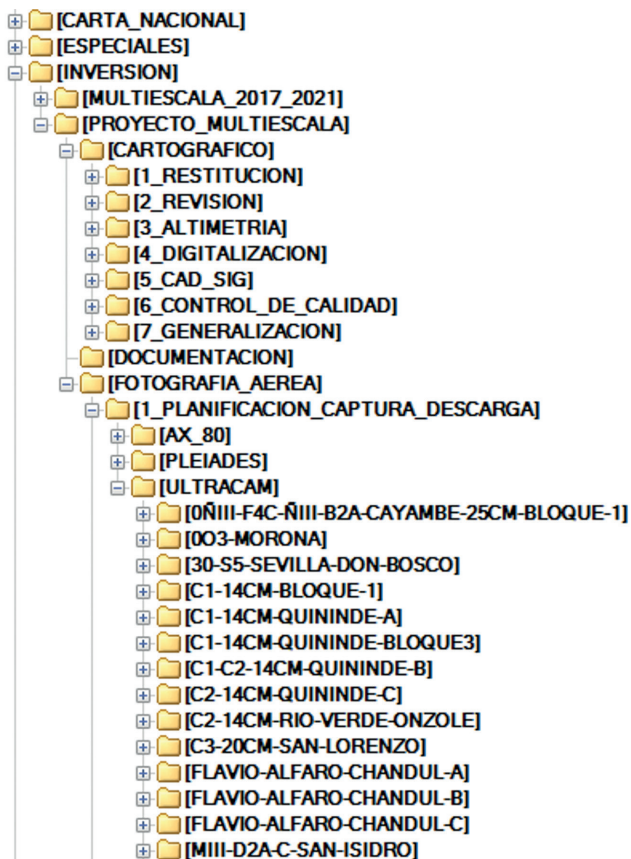 [CARTA_NACIONAL]
[ESPECIALES]
[INVERSION]
[MULTIESCALA_2017_2021]
[PROYECTO_MULTIESCALA]
[CARTOGRAFICO]
[1_RESTITUCION]
[2_REVISION]
[3_ALTIMETRIA]
[4_DIGITALIZACION]
[5_CAD_SIG]
[6_CONTROL_DE_CALIDAD]
[7_GENERALIZACION]
[DOCUMENTACION]
[FOTOGRAFIA_AEREA]
[1_PLANIFICACION_CAPTURA_DESCARGA]
[AX_80]
[PLEIADES]
[ULTRACAM]
[0ÑIII-F4C-ÑIII-B2A-CAYAMBE-25CM-BLOQUE-1]
[0O3-MORONA]
[30-S5-SEVILLA-DON-BOSCO]
[C1-14CM-BLOQUE-1]
[C1-14CM-QUININDE-A]
[C1-14CM-QUININDE-BLOQUE3]
[C1-C2-14CM-QUININDE-B]
[C2-14CM-QUININDE-C]
[C2-14CM-RIO-VERDE-ONZOLE]
[C3-20CM-SAN-LORENZO]
[FLAVIO-ALFARO-CHANDUL-A]
[FLAVIO-ALFARO-CHANDUL-B]
[FLAVIO-ALFARO-CHANDUL-C]
[MIII-D2A-C-SAN-ISIDRO]